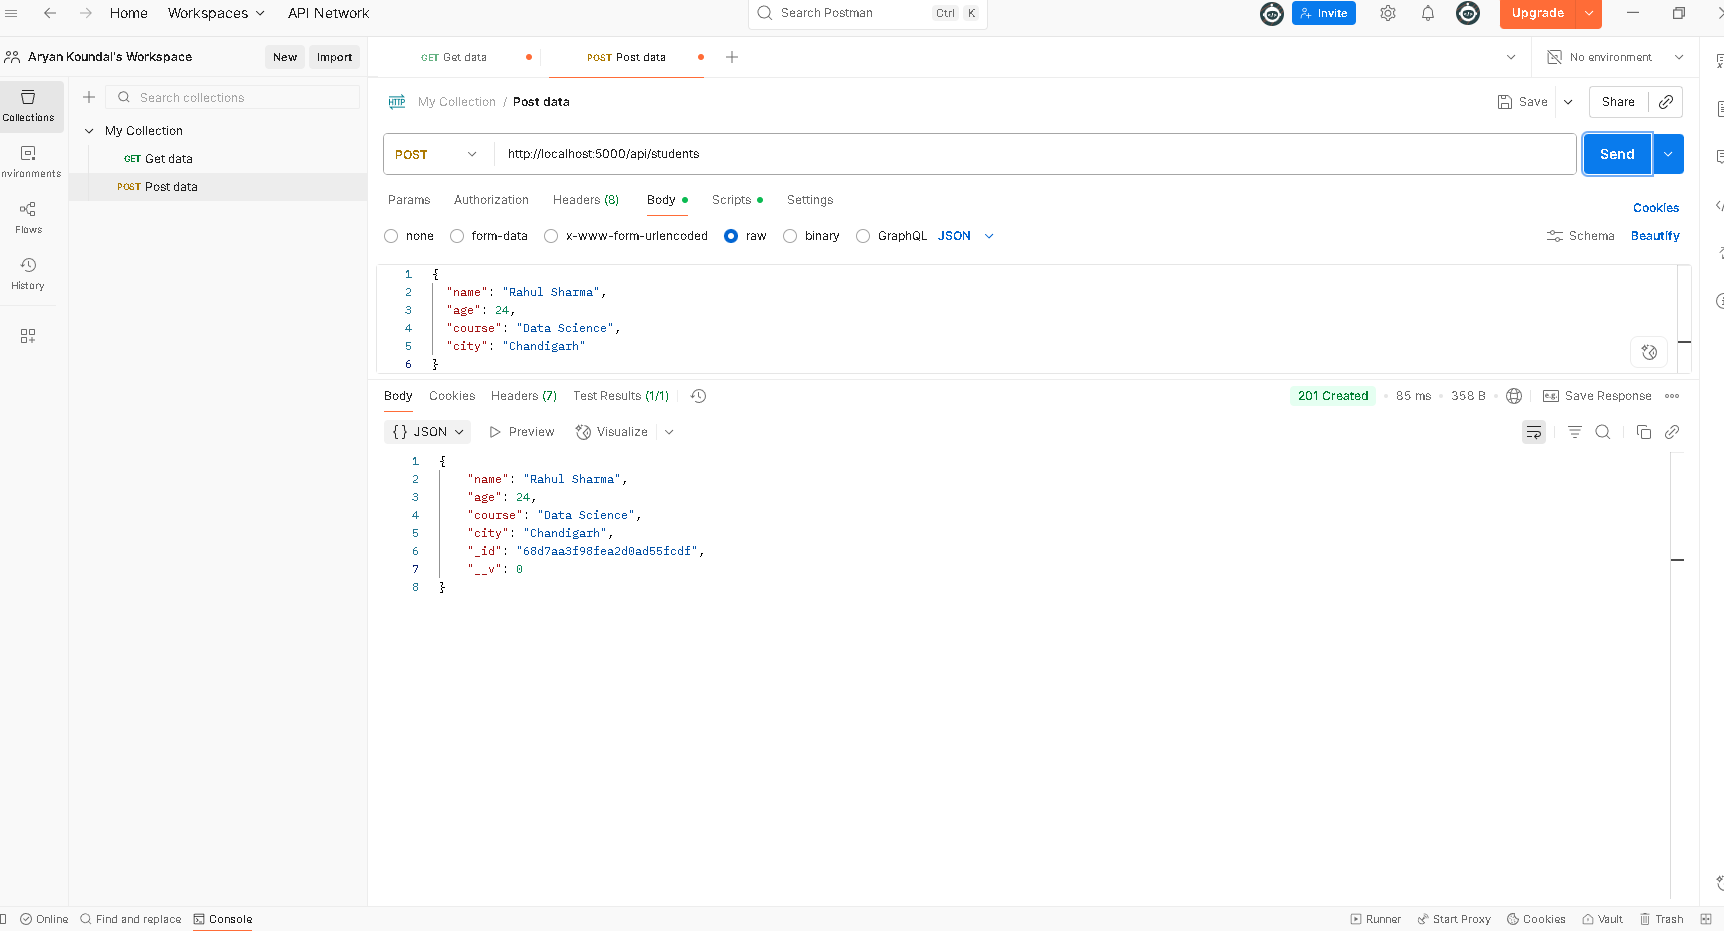 Home Workspaces API Network Search Postman Ctrl K Invite Upgrade
Aryan Koundal's Workspace New Import GET Get data POST Post data No environment
Collections Search collections My Collection / Post data Save Share
My Collection
GET Get data
POST Post data
nvironments
Flows
History
POST http://localhost:5000/api/students Send
Params Authorization Headers (8) Body Scripts Settings Cookies
none form-data x-www-form-urlencoded raw binary GraphQL JSON Schema Beautify
1 {
2 "name": "Rahul Sharma",
3 "age": 24,
4 "course": "Data Science",
5 "city": "Chandigarh"
6 }
Body Cookies Headers (7) Test Results (1/1) 201 Created 85 ms 358 B Save Response
{} JSON Preview Visualize
1 {
2 "name": "Rahul Sharma",
3 "age": 24,
4 "course": "Data Science",
5 "city": "Chandigarh",
6 "_id": "68d7aa3f98fea2d0ad55fcdf",
7 "__v": 0
8 }
Online Find and replace Console Runner Start Proxy Cookies Vault Trash